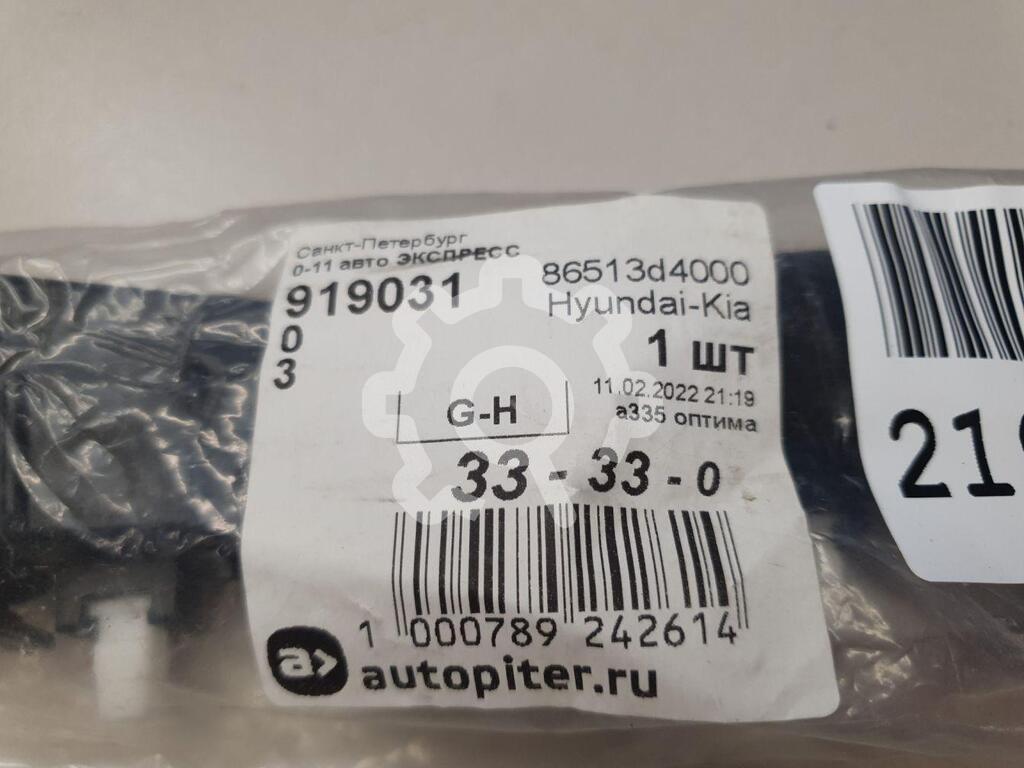 Санкт-Петербург
0-11 авто ЭКСПРЕСС
919031
0
3
86513d4000
Hyundai-Kia
1 шт
11.02.2022 21:19
а335 оптима
G-H
33 - 33 - 0
1 000789 242614
a>
autopiter.ru